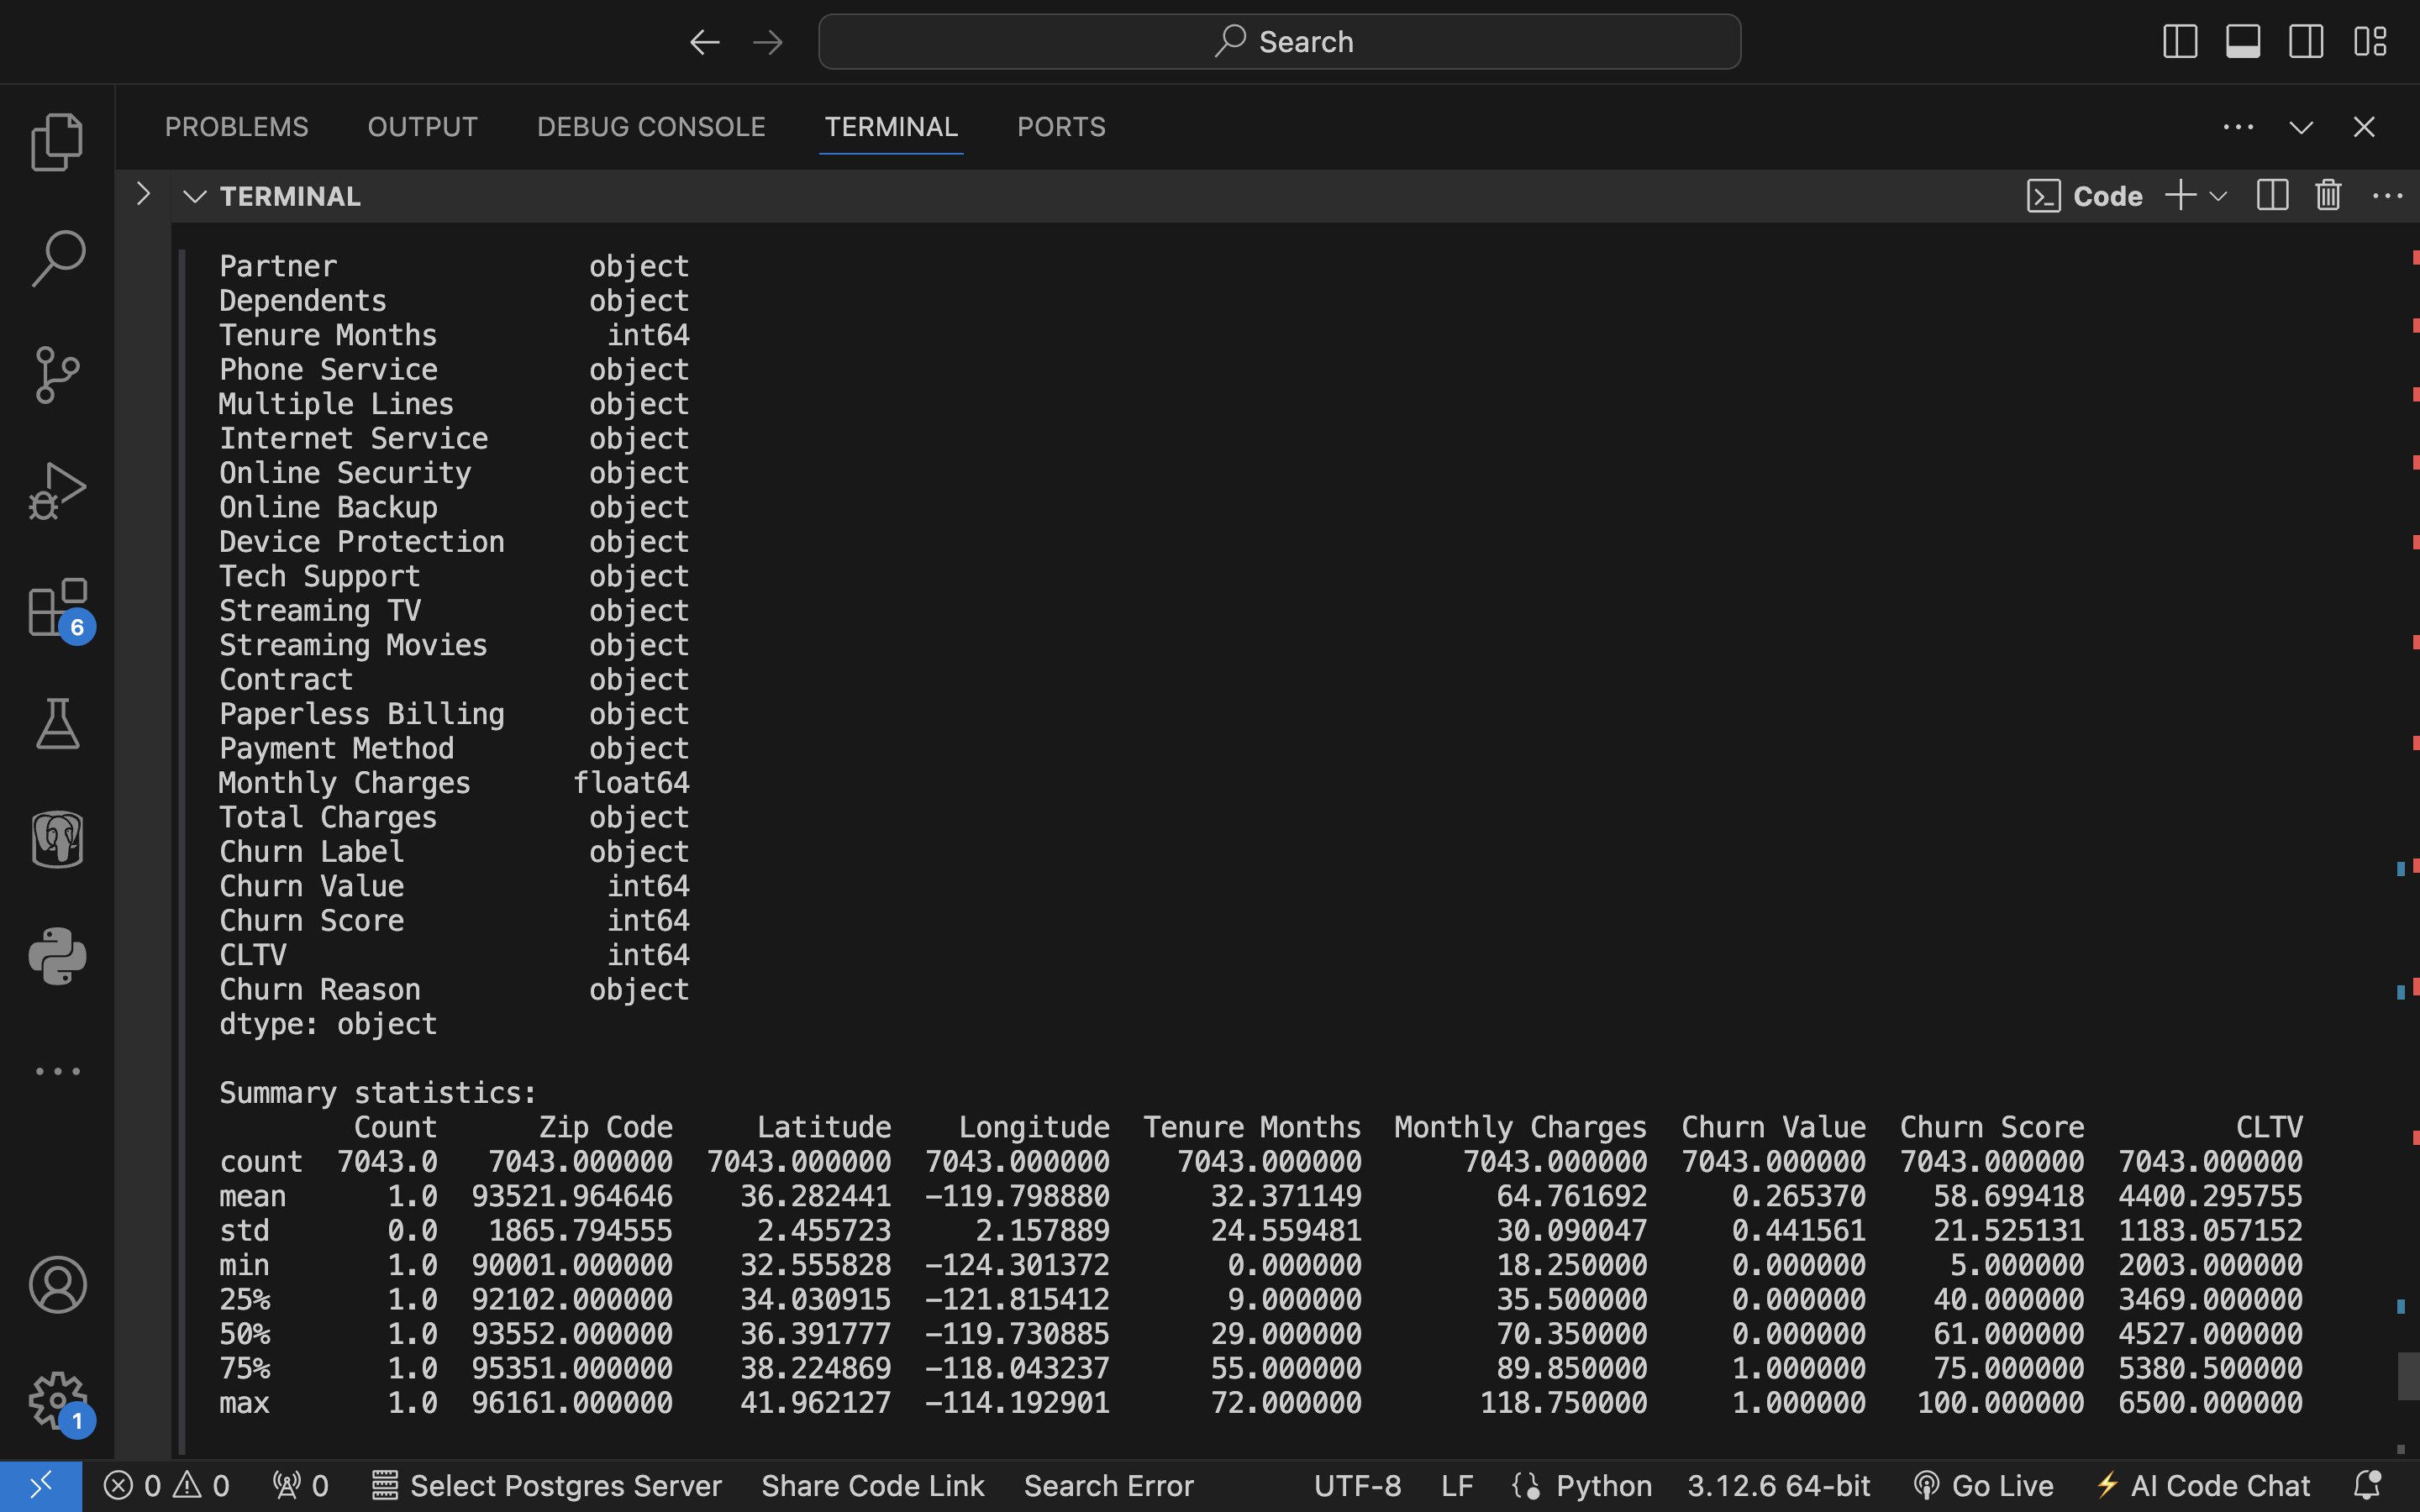 Search
PROBLEMS OUTPUT DEBUG CONSOLE TERMINAL PORTS
TERMINAL Code
Partner object
Dependents object
Tenure Months int64
Phone Service object
Multiple Lines object
Internet Service object
Online Security object
Online Backup object
Device Protection object
Tech Support object
Streaming TV object
Streaming Movies object
Contract object
Paperless Billing object
Payment Method object
Monthly Charges float64
Total Charges object
Churn Label object
Churn Value int64
Churn Score int64
CLTV int64
Churn Reason object
dtype: object
Summary statistics:
Count Zip Code Latitude Longitude Tenure Months Monthly Charges Churn Value Churn Score CLTV
count 7043.0 7043.000000 7043.000000 7043.000000 7043.000000 7043.000000 7043.000000 7043.000000 7043.000000
mean 1.0 93521.964646 36.282441 -119.798880 32.371149 64.761692 0.265370 58.699418 4400.295755
std 0.0 1865.794555 2.455723 2.157889 24.559481 30.090047 0.441561 21.525131 1183.057152
min 1.0 90001.000000 32.555828 -124.301372 0.000000 18.250000 0.000000 5.000000 2003.000000
25% 1.0 92102.000000 34.030915 -121.815412 9.000000 35.500000 0.000000 40.000000 3469.000000
50% 1.0 93552.000000 36.391777 -119.730885 29.000000 70.350000 0.000000 61.000000 4527.000000
75% 1.0 95351.000000 38.224869 -118.043237 55.000000 89.850000 1.000000 75.000000 5380.500000
max 1.0 96161.000000 41.962127 -114.192901 72.000000 118.750000 1.000000 100.000000 6500.000000
6
1
0 0 0 Select Postgres Server Share Code Link Search Error UTF-8 LF Python 3.12.6 64-bit Go Live AI Code Chat